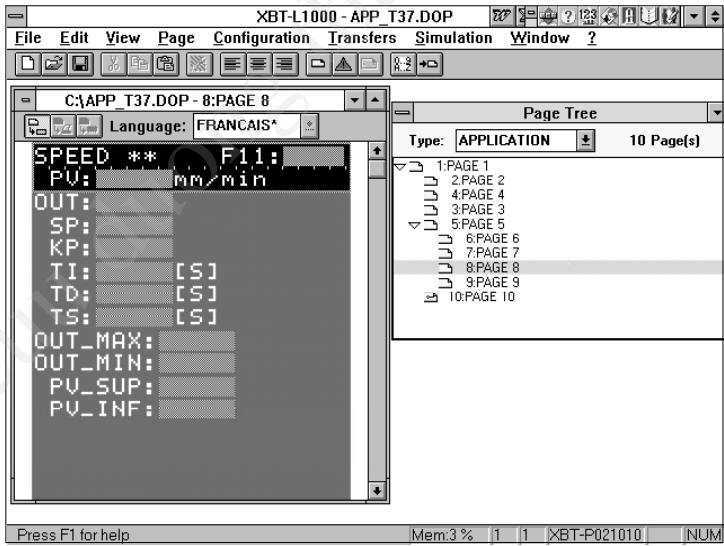 XBT-L1000 - APP_T37.DOP
File Edit View Page Configuration Transfers Simulation Window ?
C:\APP_T37.DOP - 8:PAGE 8
Language: FRANCAIS*
SPEED ** F11:
PV: mm/min
OUT:
SP:
KP:
TI: [S]
TD: [S]
TS: [S]
OUT_MAX:
OUT_MIN:
PV_SUP:
PV_INF:
Page Tree
Type: APPLICATION 10 Page(s)
1:PAGE 1
2:PAGE 2
4:PAGE 4
3:PAGE 3
5:PAGE 5
6:PAGE 6
7:PAGE 7
8:PAGE 8
9:PAGE 9
10:PAGE 10
Press F1 for help Mem:3 % 1 1 XBT-P021010 NUM